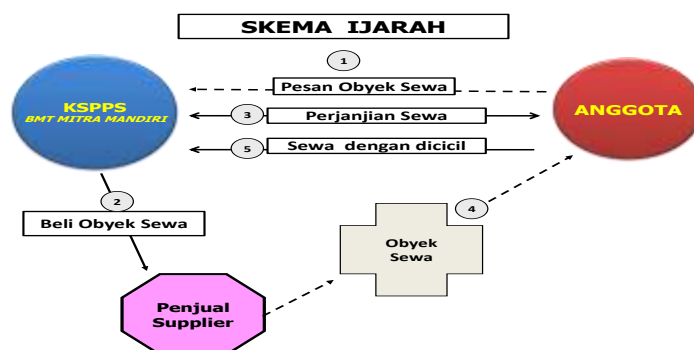 SKEMA IJARAH
1
Pesan Obyek Sewa
KSPPS
BMT MITRA MANDIRI
ANGGOTA
3
Perjanjian Sewa
5
Sewa dengan dicicil
2
Beli Obyek Sewa
4
Obyek
Sewa
Penjual
Supplier